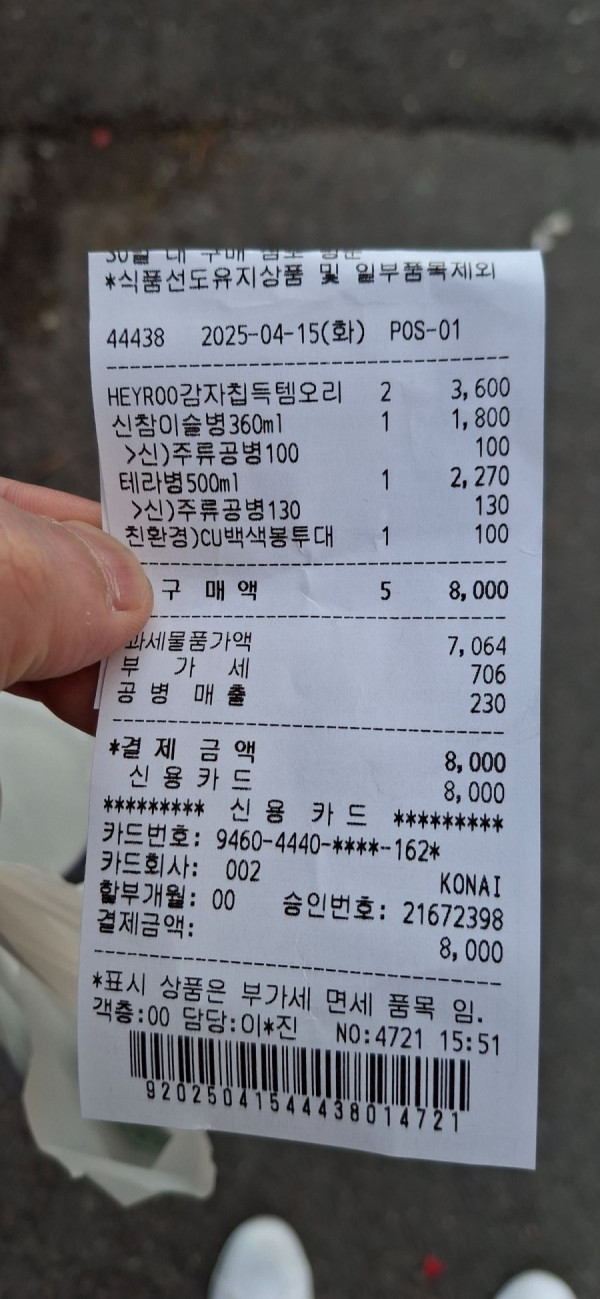 *식품선도유지상품 및 일부품목제외
44438 2025-04-15(화) POS-01
HEYROO감자칩득템오리 2 3,600
신참이슬병360ml 1 1,800
>신)주류공병100 100
테라병500ml 1 2,270
>신)주류공병130 130
친환경)CU백색봉투대 1 100
구 매 액 5 8,000
과세물품가액 7,064
부 가 세 706
공 병 매 출 230
*결 제 금 액 8,000
신 용 카 드 8,000
********* 신 용 카 드 *********
카드번호: 9460-4440-****-162*
카드회사: 002 KONAI
할부개월: 00 승인번호: 21672398
결제금액: 8,000
*표시 상품은 부가세 면세 품목 임.
객층:00 담당:이*진 NO:4721 15:51
92025041544438014721